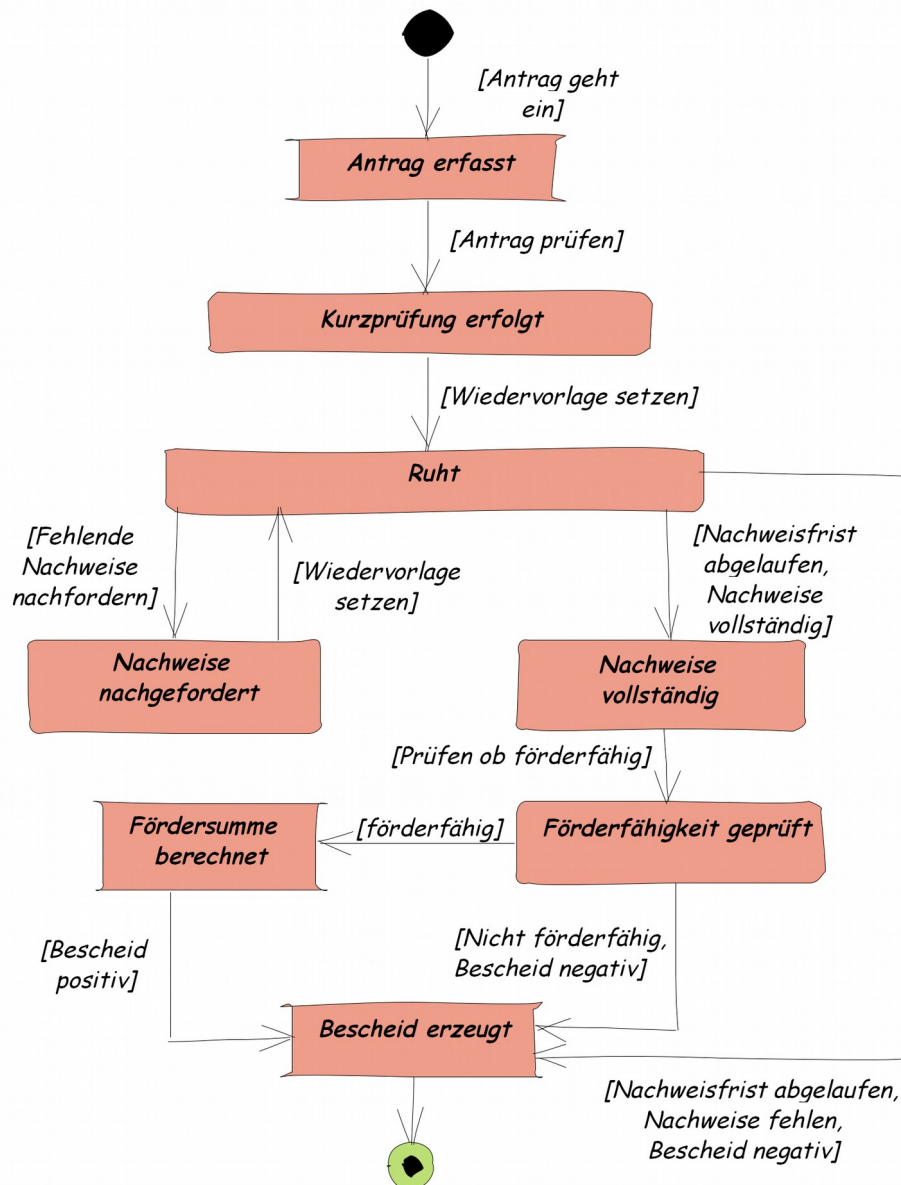 [Antrag geht
ein]
Antrag erfasst
[Antrag prüfen]
Kurzprüfung erfolgt
[Wiedervorlage setzen]
Ruht
[Fehlende
Nachweise
nachfordern]
[Wiedervorlage
setzen]
[Nachweisfrist
abgelaufen,
Nachweise
vollständig]
Nachweise
nachgefordert
Nachweise
vollständig
[Prüfen ob förderfähig]
Fördersumme
berechnet
[förderfähig]
Förderfähigkeit geprüft
[Bescheid
positiv]
[Nicht förderfähig,
Bescheid negativ]
Bescheid erzeugt
[Nachweisfrist abgelaufen,
Nachweise fehlen,
Bescheid negativ]